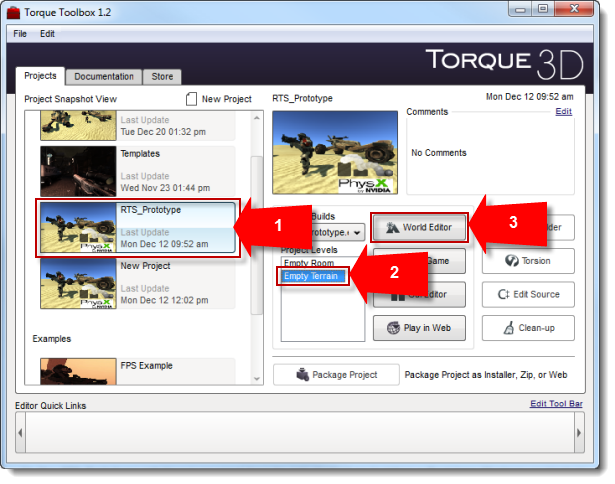 Torque Toolbox 1.2
File Edit
TORQUE 3D
Projects Documentation Store
Project Snapshot View
New Project
Last Update
Tue Dec 20 01:32 pm
Templates
Last Update
Wed Nov 23 01:44 pm
RTS_Prototype
Last Update
Mon Dec 12 09:52 am
New Project
Last Update
Mon Dec 12 12:02 pm
Examples
FPS Example
RTS_Prototype
Mon Dec 12 09:52 am
PhysX
by NVIDIA
Comments
Edit
No Comments
Builds
Project Levels
Empty Room
Empty Terrain
World Editor
Game
Editor
Play in Web
Torsion
Edit Source
Clean-up
1
2
3
Package Project
Package Project as Installer, Zip, or Web
Editor Quick Links
Edit Tool Bar